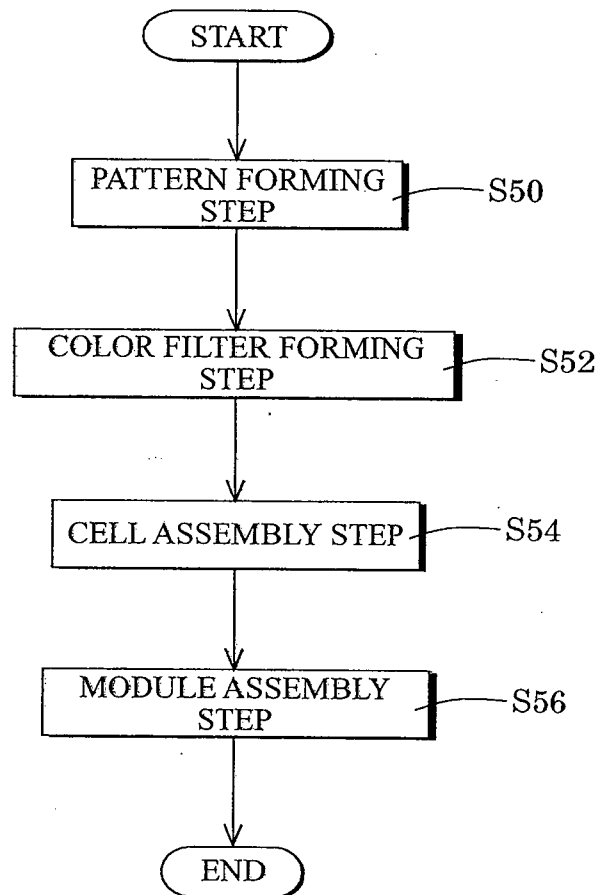 START
PATTERN FORMING
STEP
S50
COLOR FILTER FORMING
STEP
S52
CELL ASSEMBLY STEP
S54
MODULE ASSEMBLY
STEP
S56
END